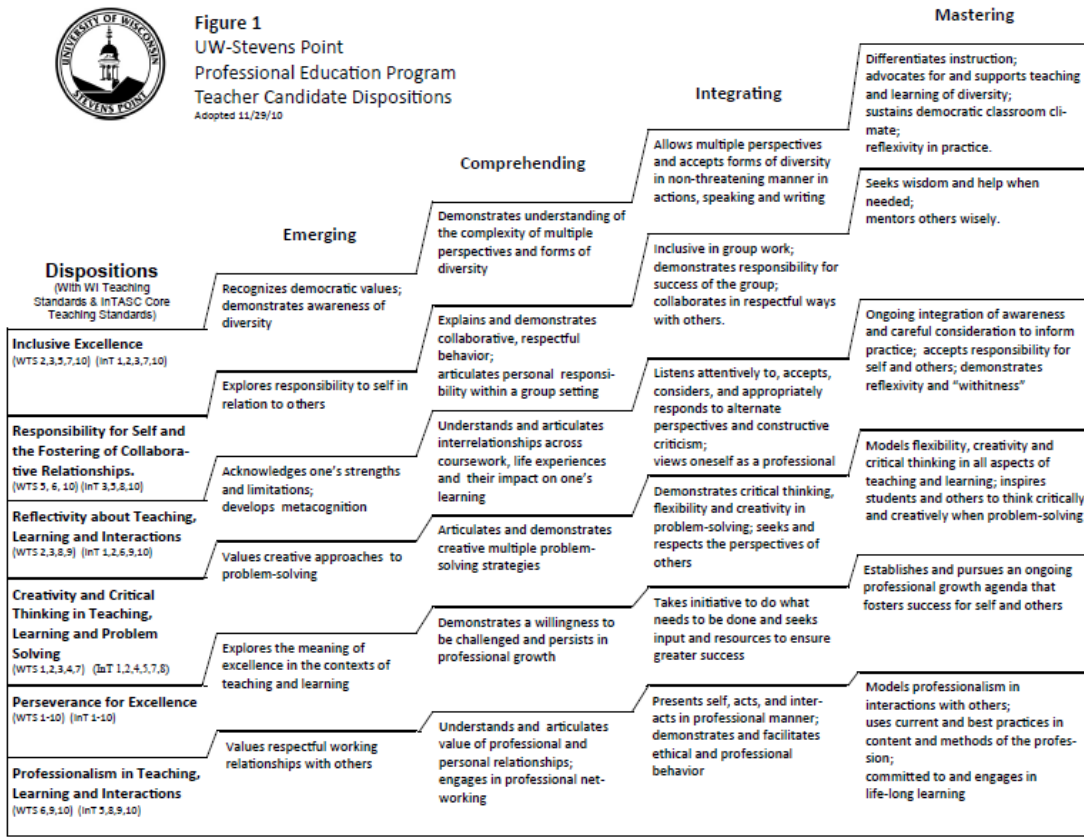 UNIVERSITY OF WISCONSIN
STEVENS POINT
Figure 1
UW-Stevens Point
Professional Education Program
Teacher Candidate Dispositions
Adopted 11/29/10
Dispositions
(With WI Teaching
Standards & InTASC Core
Teaching Standards)
Emerging
Comprehending
Integrating
Mastering
Inclusive Excellence
(WTS 2,3,5,7,10) (InT 1,2,3,7,10)
Recognizes democratic values;
demonstrates awareness of
diversity
Demonstrates understanding of
the complexity of multiple
perspectives and forms of
diversity
Allows multiple perspectives
and accepts forms of diversity
in non-threatening manner in
actions, speaking and writing
Differentiates instruction;
advocates for and supports teaching
and learning of diversity;
sustains democratic classroom cli-
mate;
reflexivity in practice.
Responsibility for Self and
the Fostering of Collabora-
tive Relationships.
(WTS 5, 6, 10) (InT 3,5,8,10)
Explores responsibility to self in
relation to others
Explains and demonstrates
collaborative, respectful
behavior;
articulates personal responsi-
bility within a group setting
Inclusive in group work;
demonstrates responsibility for
success of the group;
collaborates in respectful ways
with others.
Seeks wisdom and help when
needed;
mentors others wisely.
Reflectivity about Teaching,
Learning and Interactions
(WTS 2,3,8,9) (InT 1,2,6,9,10)
Acknowledges one's strengths
and limitations;
develops metacognition
Understands and articulates
interrelationships across
coursework, life experiences
and their impact on one's
learning
Listens attentively to, accepts,
considers, and appropriately
responds to alternate
perspectives and constructive
criticism;
views oneself as a professional
Ongoing integration of awareness
and careful consideration to inform
practice; accepts responsibility for
self and others; demonstrates
reflexivity and "withitness"
Creativity and Critical
Thinking in Teaching,
Learning and Problem
Solving
(WTS 1,2,3,4,7) (InT 1,2,4,5,7,8)
Values creative approaches to
problem-solving
Articulates and demonstrates
creative multiple problem-
solving strategies
Demonstrates critical thinking,
flexibility and creativity in
problem-solving; seeks and
respects the perspectives of
others
Models flexibility, creativity and
critical thinking in all aspects of
teaching and learning; inspires
students and others to think critically
and creatively when problem-solving
Perseverance for Excellence
(WTS 1-10) (InT 1-10)
Explores the meaning of
excellence in the contexts of
teaching and learning
Demonstrates a willingness to
be challenged and persists in
professional growth
Takes initiative to do what
needs to be done and seeks
input and resources to ensure
greater success
Establishes and pursues an ongoing
professional growth agenda that
fosters success for self and others
Professionalism in Teaching,
Learning and Interactions
(WTS 6,9,10) (InT 5,8,9,10)
Values respectful working
relationships with others
Understands and articulates
value of professional and
personal relationships;
engages in professional net-
working
Presents self, acts, and inter-
acts in professional manner;
demonstrates and facilitates
ethical and professional
behavior
Models professionalism in
interactions with others;
uses current and best practices in
content and methods of the profes-
sion;
committed to and engages in
life-long learning